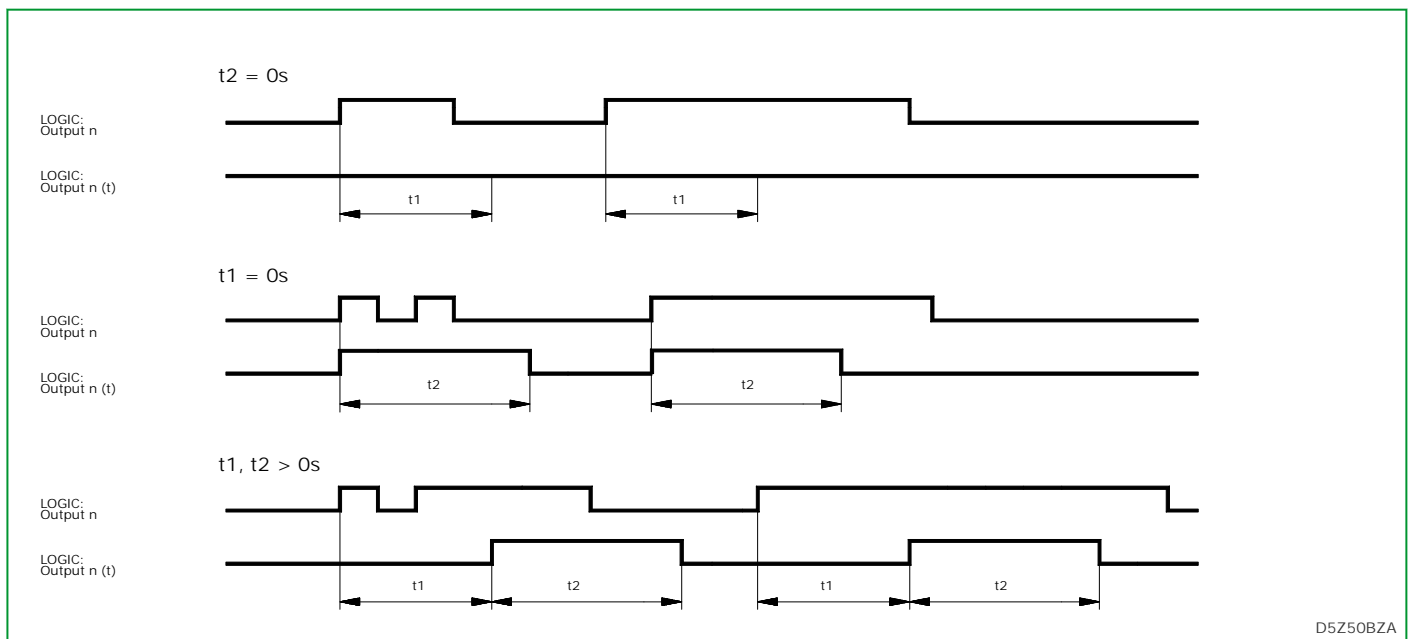 t2 = 0s
LOGIC:
Output n
LOGIC:
Output n (t)
t1
t1
t1 = 0s
LOGIC:
Output n
LOGIC:
Output n (t)
t2
t2
t1, t2 > 0s
LOGIC:
Output n
LOGIC:
Output n (t)
t1
t2
t1
t2
D5Z50BZA